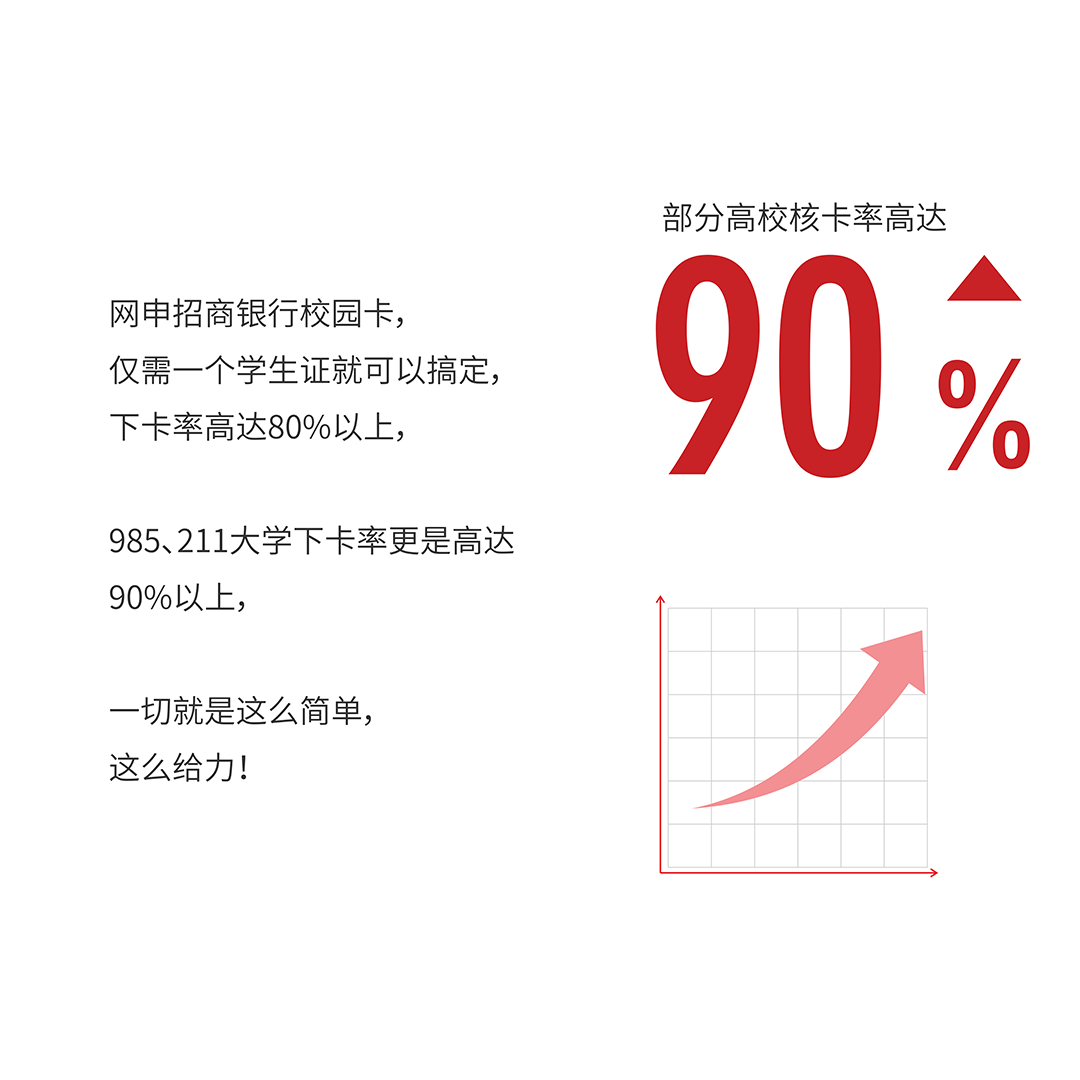 网申招商银行校园卡，
仅需一个学生证就可以搞定，
下卡率高达80%以上，
985、211大学下卡率更是高达
90%以上，
一切就是这么简单，
这么给力！
部分高校核卡率高达
90%